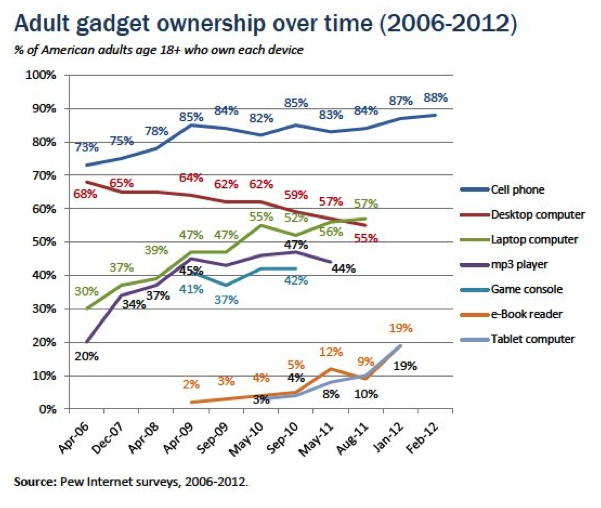 Adult gadget ownership over time (2006-2012)
% of American adults age 18+ who own each device
100%
90%
80%
70%
60%
50%
40%
30%
20%
10%
0%
73% 75% 78% 85% 84% 82% 85% 83% 84% 87% 88%
68% 65% 64% 62% 62% 59% 57% 55%
30% 37% 39% 47% 47% 55% 52% 56% 57%
20% 34% 37% 45% 47% 44%
41% 37% 42%
2% 3% 4% 5% 12% 9% 19%
3% 4% 8% 10% 19%
Apr-06 Dec-07 Apr-08 Apr-09 Sep-09 May-10 Sep-10 May-11 Aug-11 Jan-12 Feb-12
Cell phone
Desktop computer
Laptop computer
mp3 player
Game console
e-Book reader
Tablet computer
Source: Pew Internet surveys, 2006-2012.